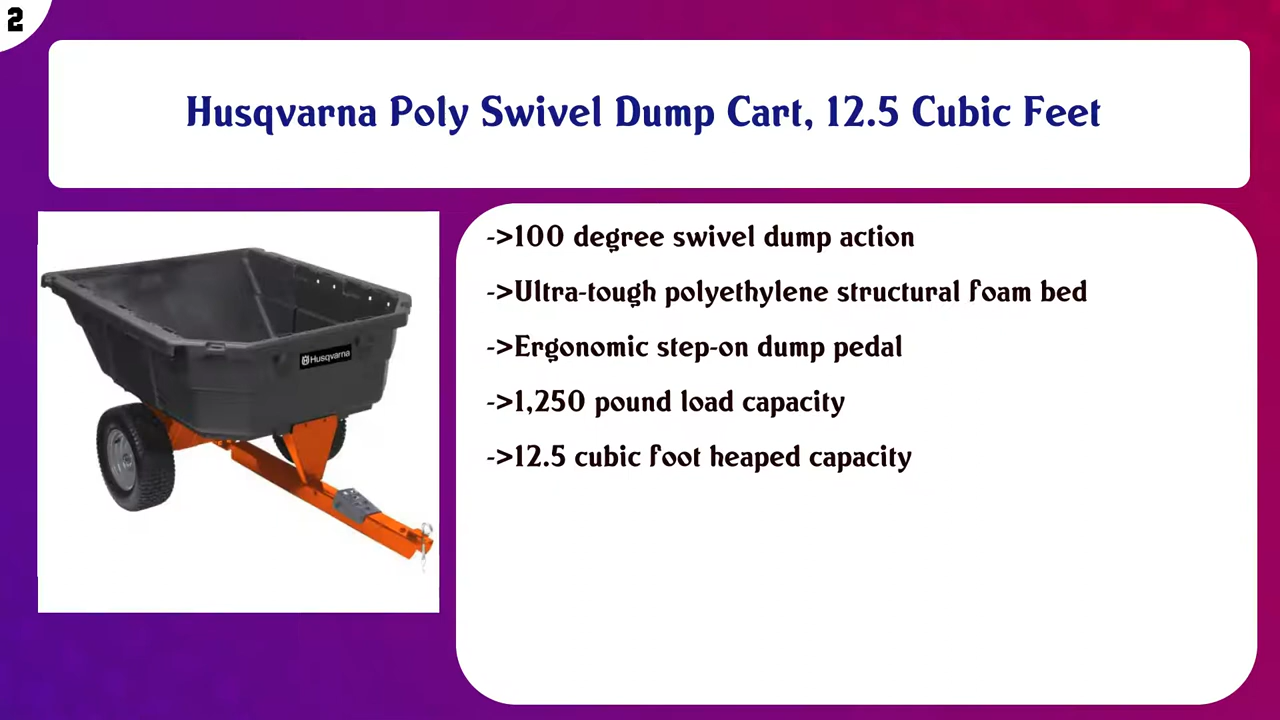 2
Husqvarna Poly Swivel Dump Cart, 12.5 Cubic Feet
->100 degree swivel dump action
->Ultra-tough polyethylene structural foam bed
->Ergonomic step-on dump pedal
->1,250 pound load capacity
->12.5 cubic foot heaped capacity
Husqvarna